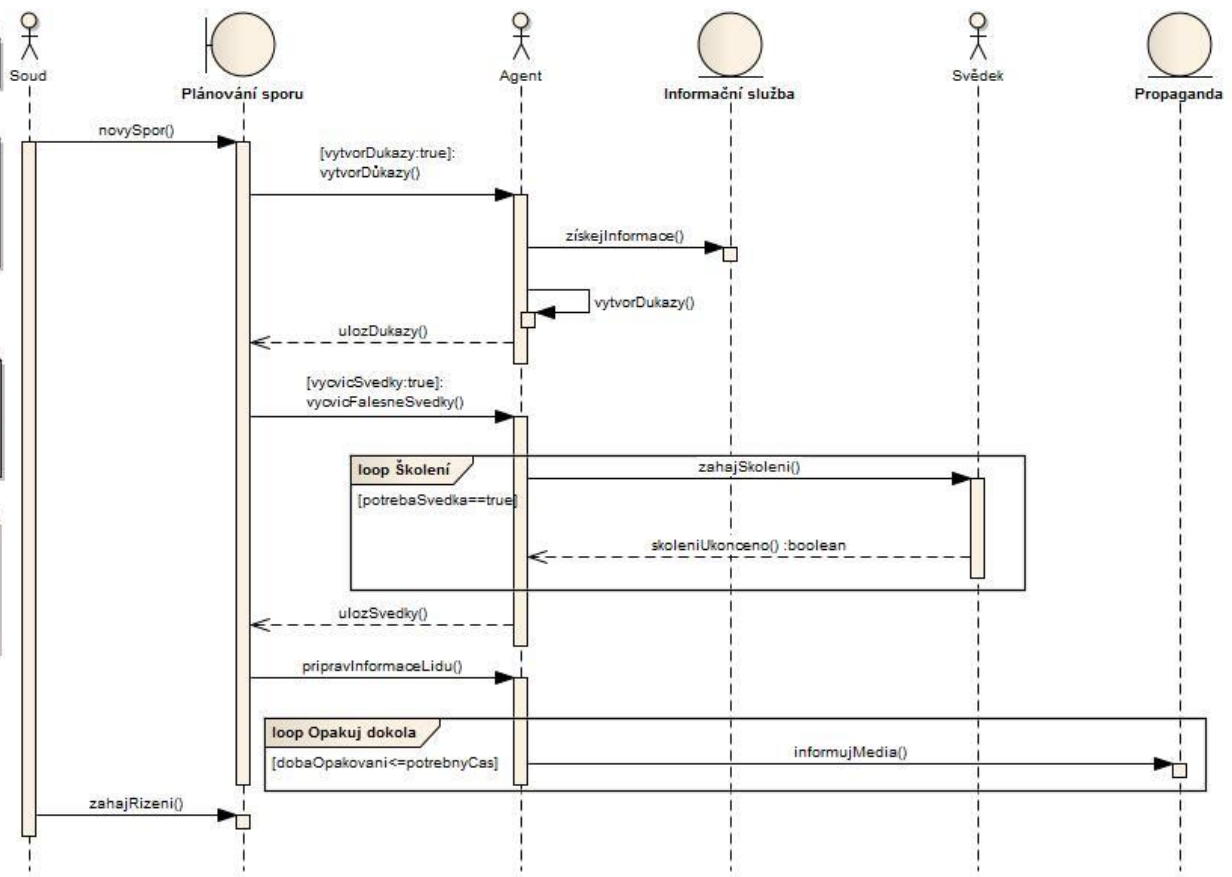 Soud
Plánování sporu
Agent
Informační služba
Svědek
Propaganda
novySpor()
[vytvorDukazy:true]:
vytvorDůkazy()
získejInformace()
vytvorDukazy()
ulozDukazy()
[vycvicSvedky:true]:
vycvicFalesneSvedky()
loop Školení
[potrebaSvedka==true]
zahajSkoleni()
skoleniUkonceno() :boolean
ulozSvedky()
pripravInformaceLidu()
loop Opakuj dokola
[dobaOpakovani<=potrebnyCas]
informujMedia()
zahajRizeni()